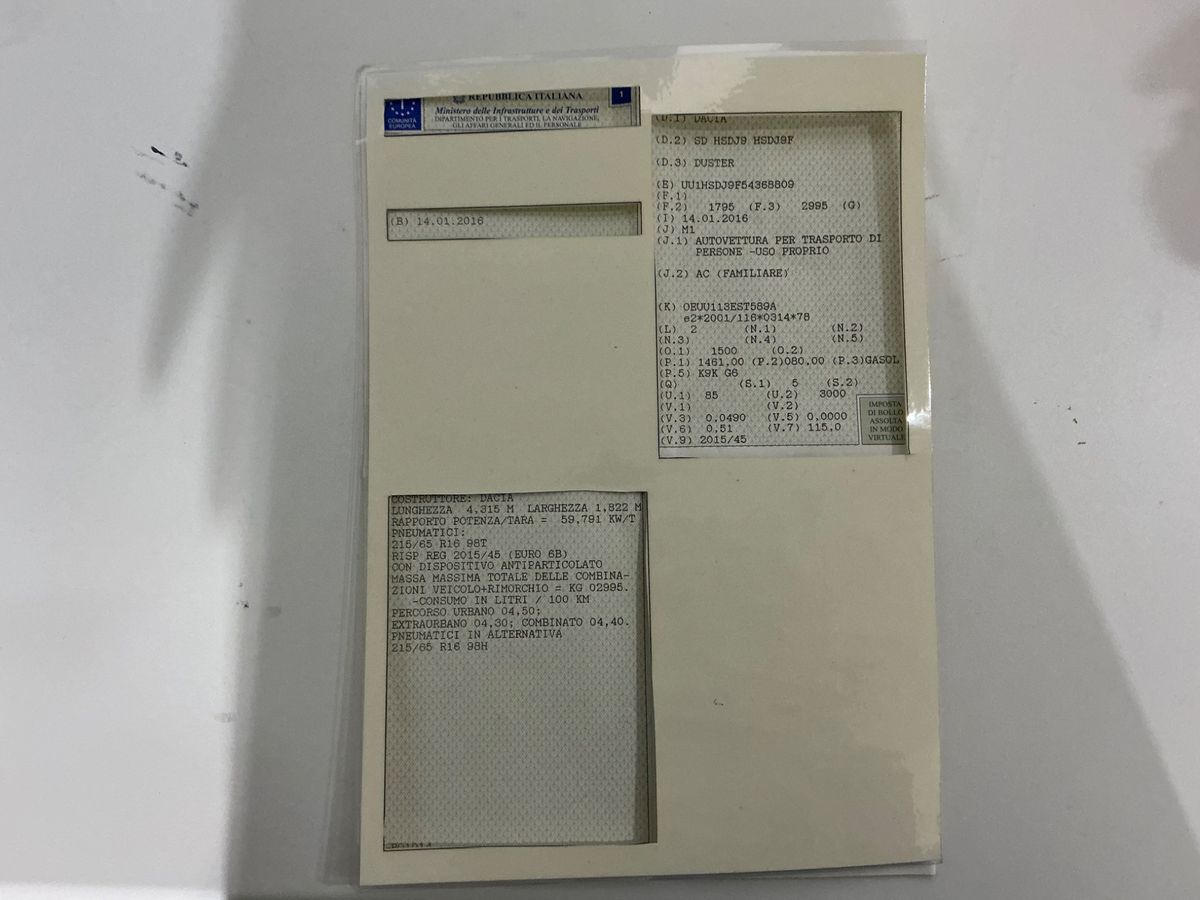 REPUBBLICA ITALIANA
Ministero delle Infrastrutture e dei Trasporti
DIPARTIMENTO PER I TRASPORTI, LA NAVIGAZIONE,
GLI AFFARI GENERALI ED IL PERSONALE
COMUNITÀ
EUROPEA
1
(B) 14.01.2016
(D.1) DACIA
(D.2) SD HSDJ9 HSDJ9F
(D.3) DUSTER
(E) UU1HSDJ9F54368809
(F.1)
(F.2) 1795 (F.3) 2995 (G)
(I) 14.01.2016
(J) M1
(J.1) AUTOVETTURA PER TRASPORTO DI
PERSONE -USO PROPRIO
(J.2) AC (FAMILIARE)
(K) OEUU113EST589A
e2*2001/116*0314*78
(L) 2 (N.1) (N.2)
(N.3) (N.4) (N.5)
(O.1) 1500 (O.2)
(P.1) 1461,00 (P.2)080,00 (P.3)GASOL
(P.5) K9K G6
(Q) (S.1) 5 (S.2)
(U.1) 85 (U.2) 3000
(V.1) (V.2)
(V.3) 0,0490 (V.5) 0,0000
(V.6) 0,51 (V.7) 115,0
(V.9) 2015/45
IMPOSTA
DI BOLLO
ASSOLTA
IN MODO
VIRTUALE
COSTRUTTORE: DACIA
LUNGHEZZA 4,315 M LARGHEZZA 1,822 M
RAPPORTO POTENZA/TARA = 59,791 KW/T
PNEUMATICI:
215/65 R16 98T
RISP REG 2015/45 (EURO 6B)
CON DISPOSITIVO ANTIPARTICOLATO
MASSA MASSIMA TOTALE DELLE COMBINA-
ZIONI VEICOLO+RIMORCHIO = KG 02995.
-CONSUMO IN LITRI / 100 KM
PERCORSO URBANO 04,50;
EXTRAURBANO 04,30; COMBINATO 04,40.
PNEUMATICI IN ALTERNATIVA
215/65 R16 98H